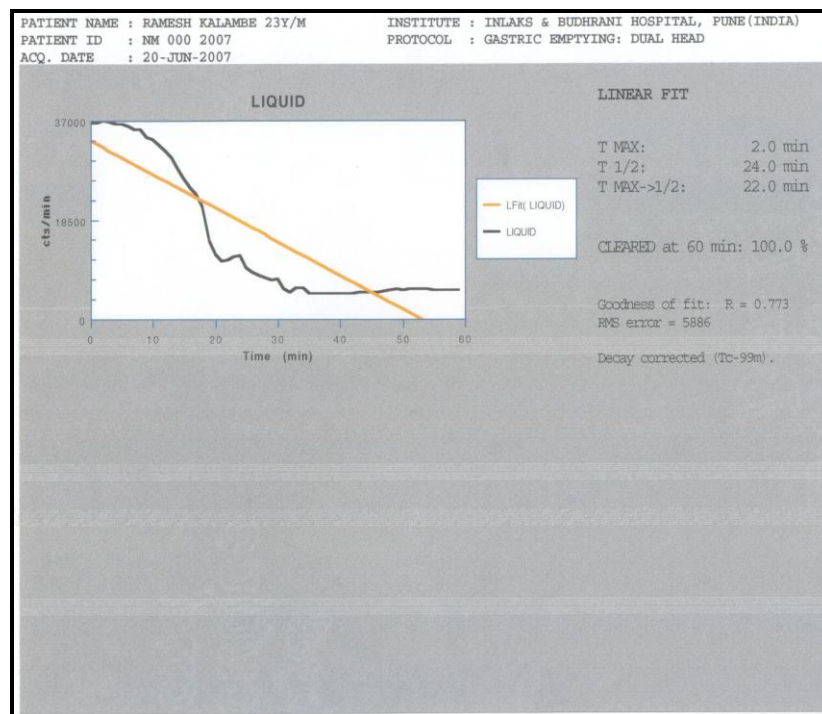 PATIENT NAME : RAMESH KALAMBE 23Y/M
INSTITUTE : INLAKS & BUDHRANI HOSPITAL, PUNE(INDIA)
PATIENT ID : NM 000 2007
PROTOCOL : GASTRIC EMPTYING: DUAL HEAD
ACQ. DATE : 20-JUN-2007
LIQUID
37000
18500
0
cts/min
0 10 20 30 40 50 60
Time (min)
LFit( LIQUID)
LIQUID
LINEAR FIT
T MAX: 2.0 min
T 1/2: 24.0 min
T MAX->1/2: 22.0 min
CLEARED at 60 min: 100.0 %
Goodness of fit: R = 0.773
RMS error = 5886
Decay corrected (Tc-99m).